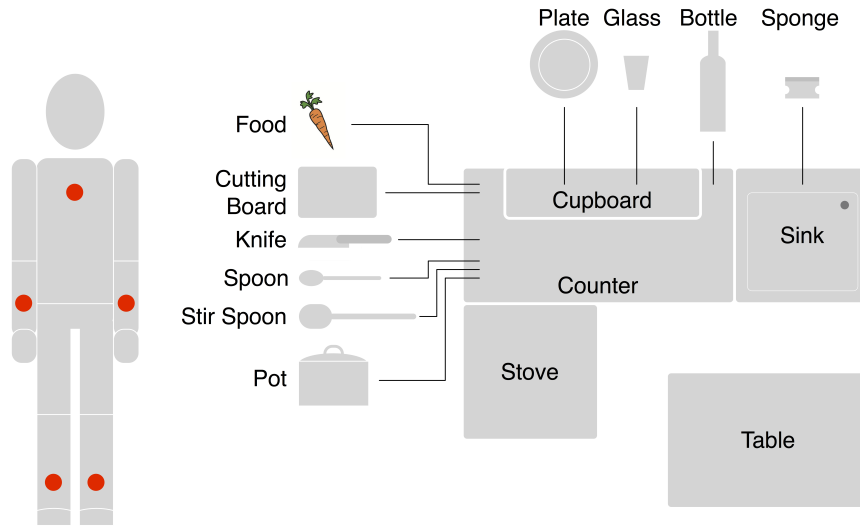 Plate Glass Bottle Sponge
Food
Cutting
Board
Cupboard
Knife
Sink
Spoon
Counter
Stir Spoon
Stove
Pot
Table